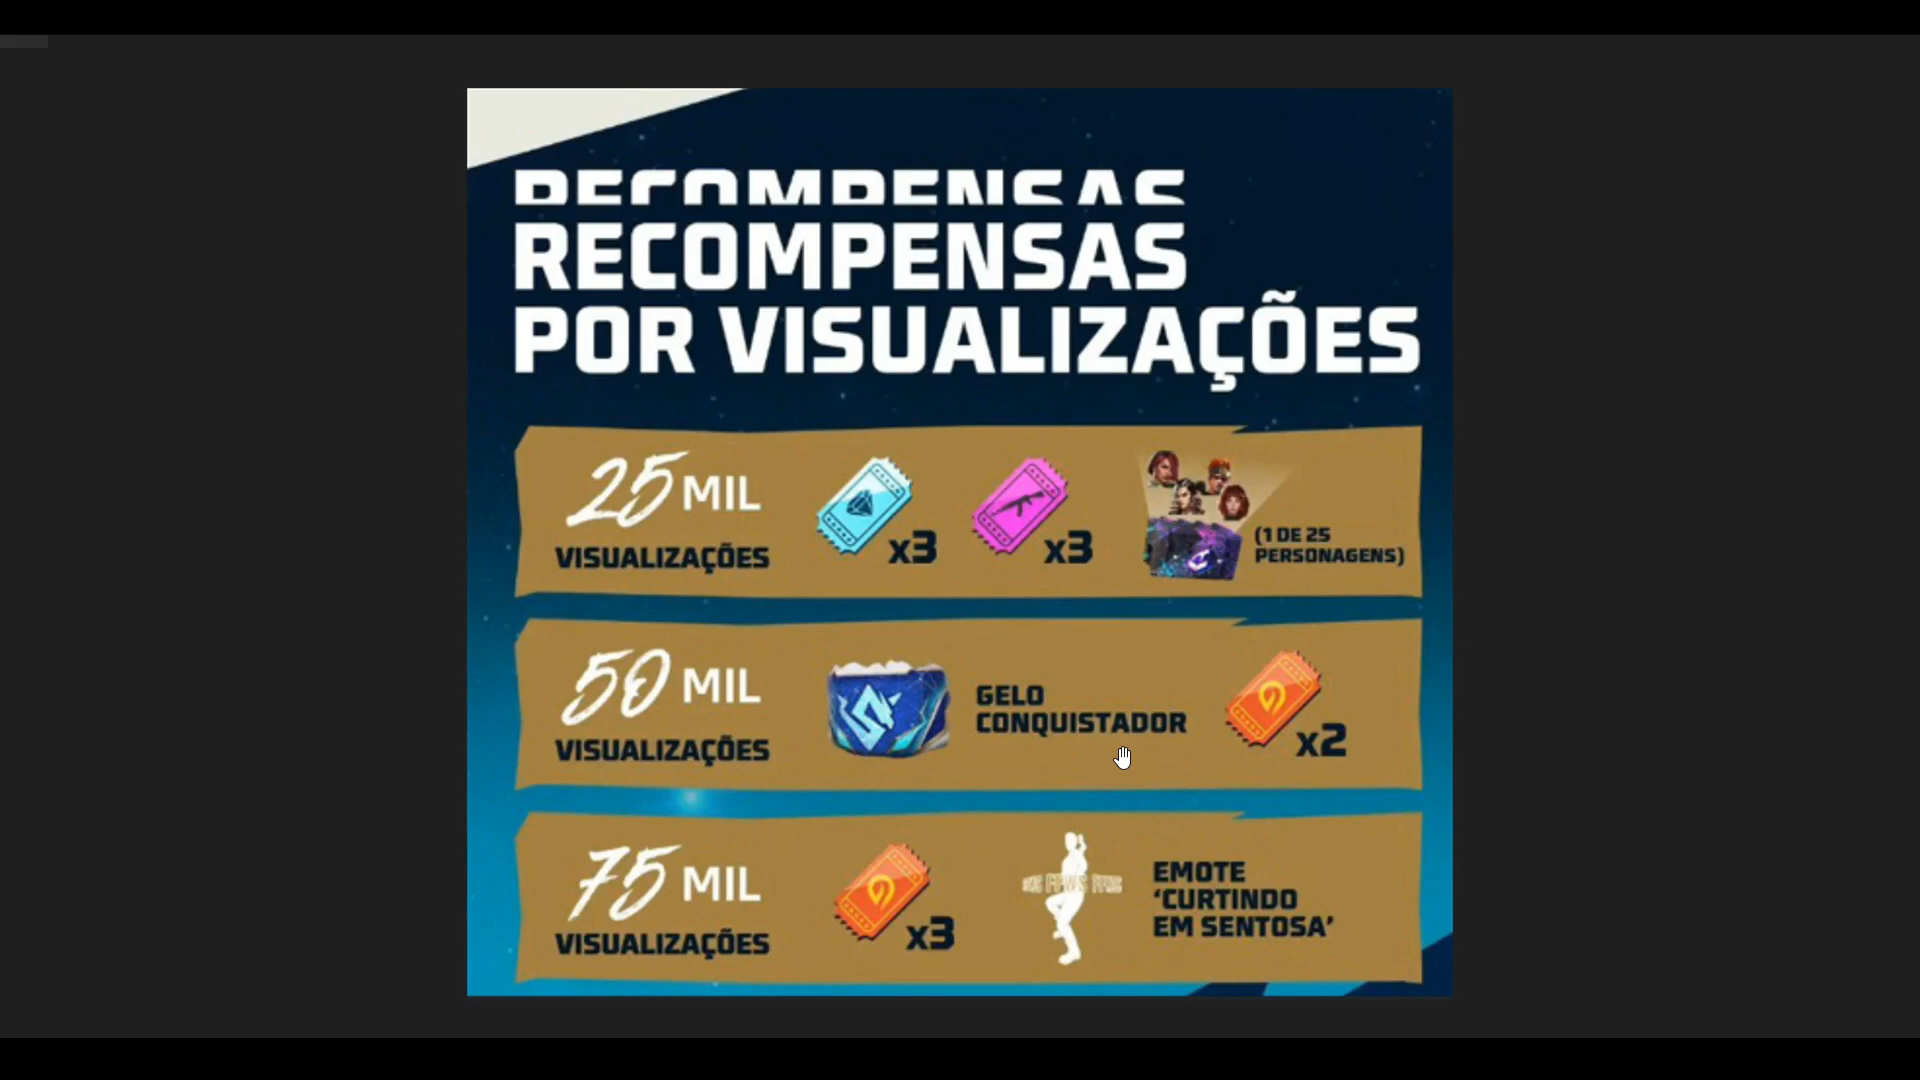 RECOMPENSAS
RECOMPENSAS
POR VISUALIZAÇÕES
25 MIL
VISUALIZAÇÕES
x3
x3
(1 DE 25
PERSONAGENS)
50 MIL
VISUALIZAÇÕES
GELO
CONQUISTADOR
x2
75 MIL
VISUALIZAÇÕES
x3
EMOTE
‘CURTINDO
EM SENTOSA’